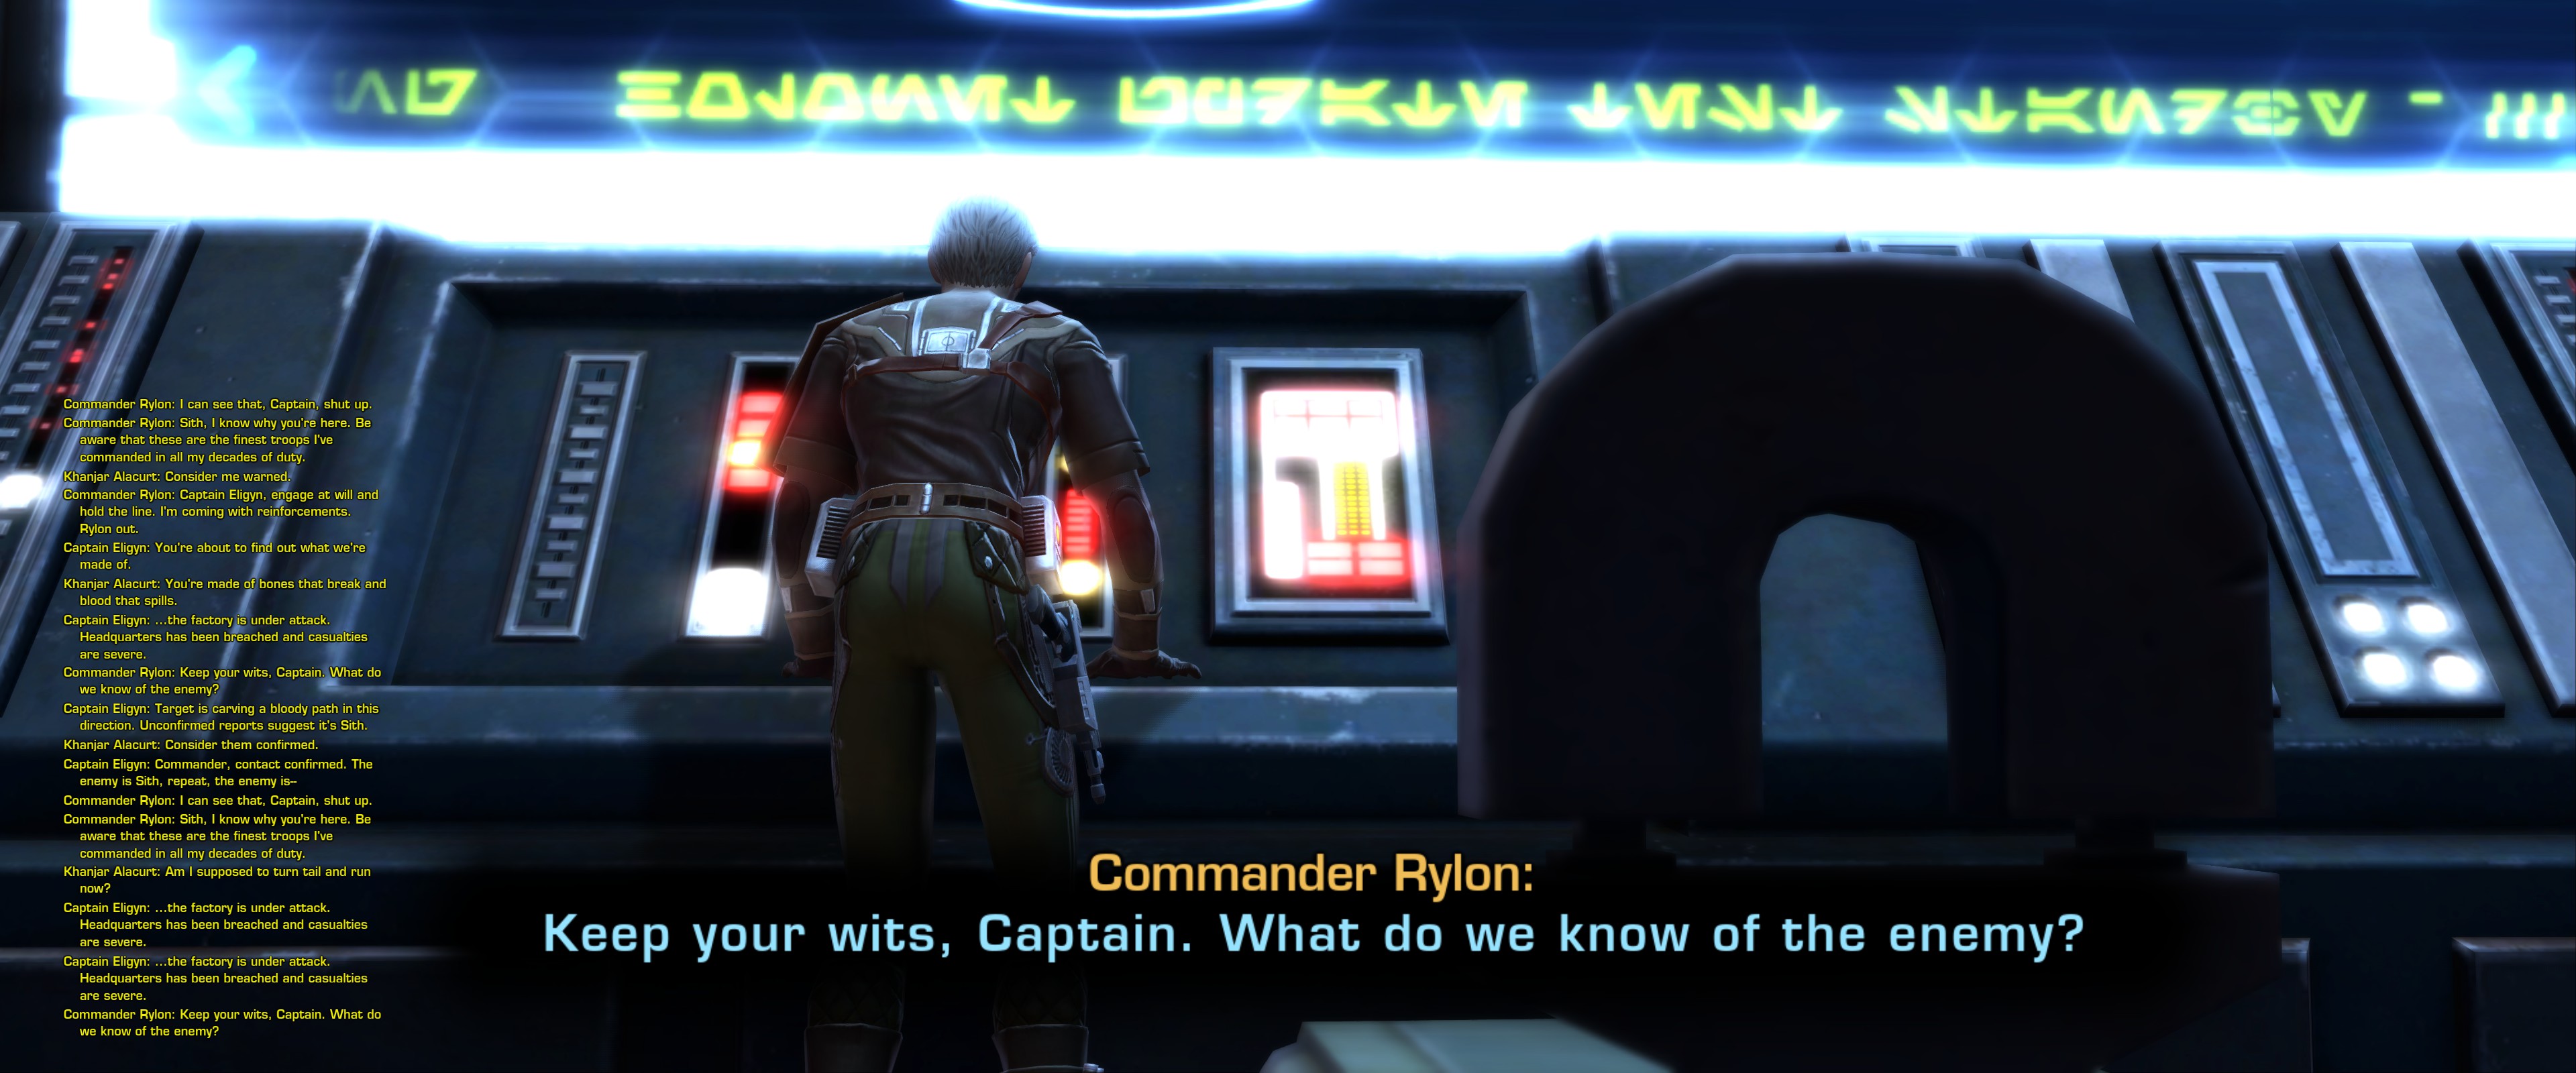 Commander Rylon: I can see that, Captain, shut up.
Commander Rylon: Sith, I know why you're here. Be
aware that these are the finest troops I've
commanded in all my decades of duty.
Khanjar Alacurt: Consider me warned.
Commander Rylon: Captain Eligyn, engage at will and
hold the line. I'm coming with reinforcements.
Rylon out.
Captain Eligyn: You're about to find out what we're
made of.
Khanjar Alacurt: You're made of bones that break and
blood that spills.
Captain Eligyn: ...the factory is under attack.
Headquarters has been breached and casualties
are severe.
Commander Rylon: Keep your wits, Captain. What do
we know of the enemy?
Captain Eligyn: Target is carving a bloody path in this
direction. Unconfirmed reports suggest it's Sith.
Khanjar Alacurt: Consider them confirmed.
Captain Eligyn: Commander, contact confirmed. The
enemy is Sith, repeat, the enemy is—
Commander Rylon: I can see that, Captain, shut up.
Commander Rylon: Sith, I know why you're here. Be
aware that these are the finest troops I've
commanded in all my decades of duty.
Khanjar Alacurt: Am I supposed to turn tail and run
now?
Captain Eligyn: ...the factory is under attack.
Headquarters has been breached and casualties
are severe.
Captain Eligyn: ...the factory is under attack.
Headquarters has been breached and casualties
are severe.
Commander Rylon: Keep your wits, Captain. What do
we know of the enemy?
Commander Rylon:
Keep your wits, Captain. What do we know of the enemy?